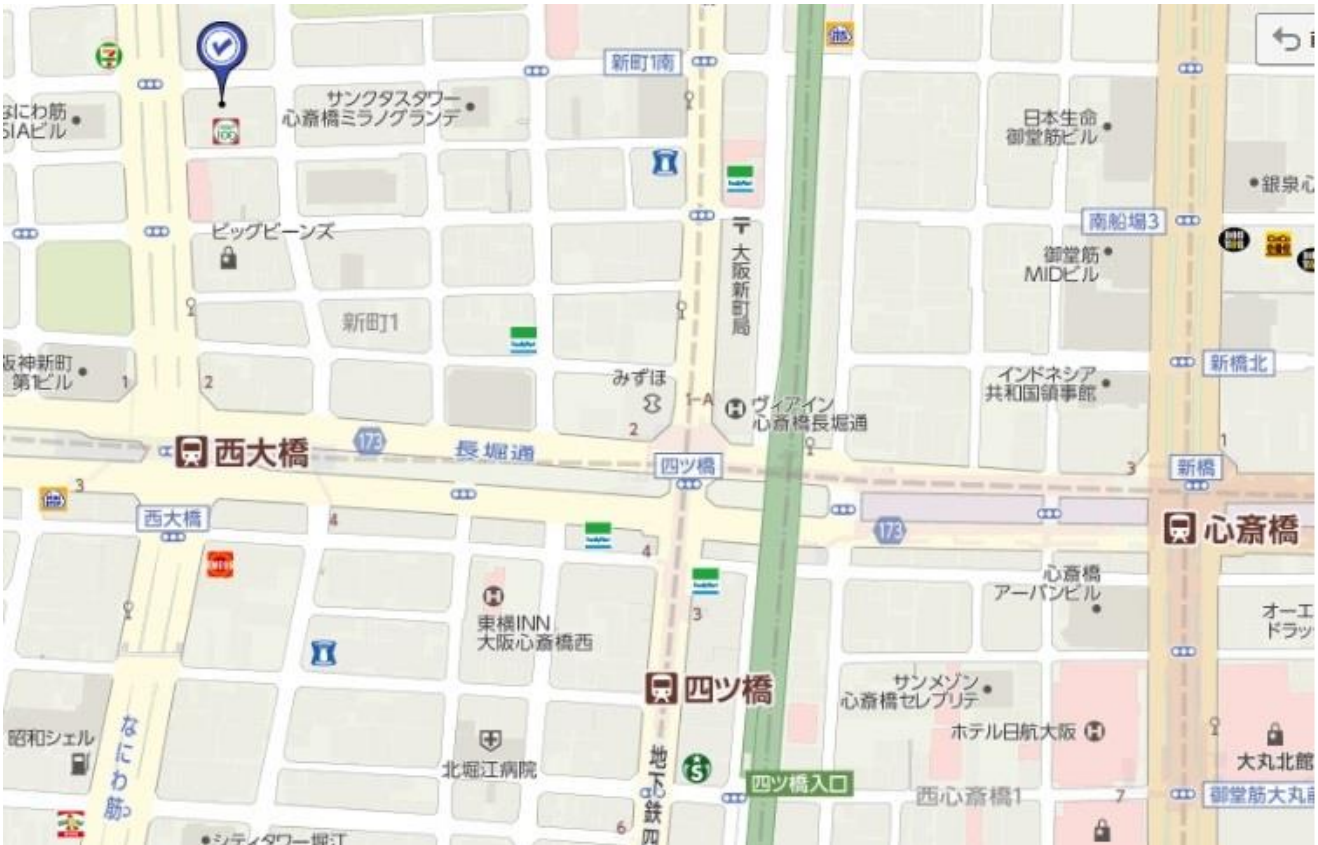 新町1南
サンクタスタワー
心斎橋ミラノグランデ
なにわ筋
SIAビル
日本生命
御堂筋ビル
銀泉心
南船場3
ビッグビーンズ
〒大阪新町局
御堂筋
MIDビル
新町1
阪神新町
第1ビル
1
2
みずほ
2
1-A
ヴィアイン
心斎橋長堀通
インドネシア
共和国領事館
新橋北
1
西大橋
173
長堀通
四ツ橋
3
新橋
3
西大橋
4
173
心斎橋
4
心斎橋
アーバンビル
東横INN
大阪心斎橋西
3
オーエ
ドラッ
四ツ橋
サンメゾン
心斎橋セレブリテ
ホテル日航大阪
昭和シェル
なにわ筋
北堀江病院
地下鉄四
大丸北館
四ツ橋入口
西心斎橋1
7
御堂筋大丸前
6
シティタワー堀江